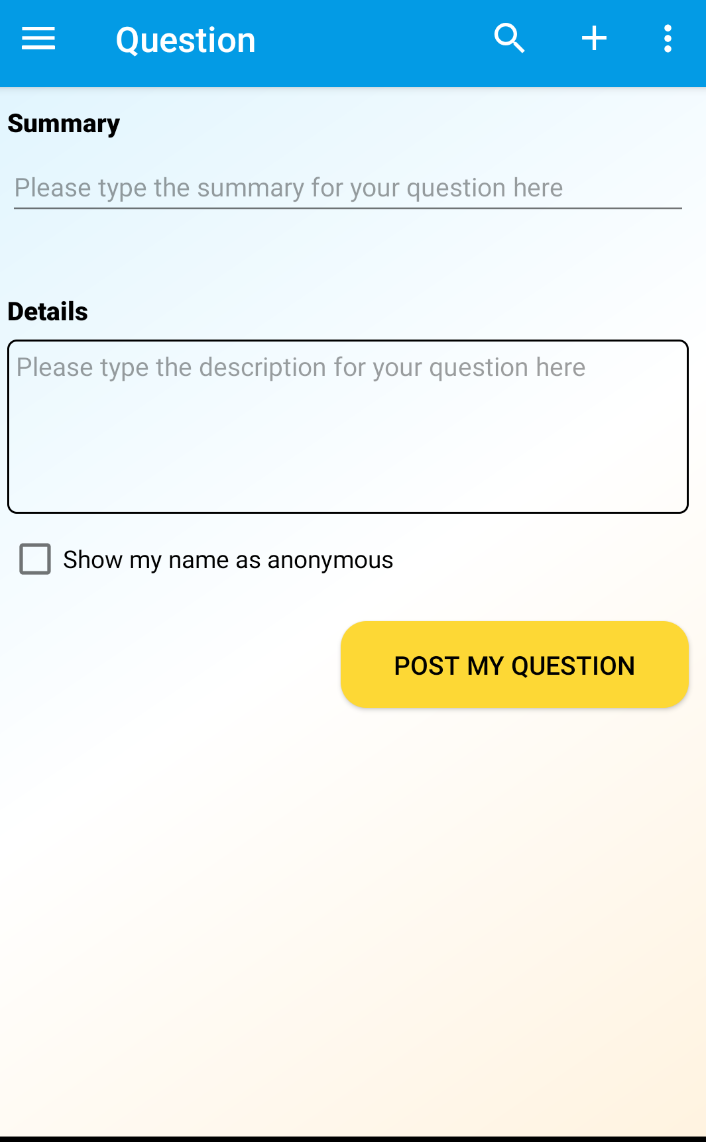 Question
Summary
Please type the summary for your question here
Details
Please type the description for your question here
Show my name as anonymous
POST MY QUESTION